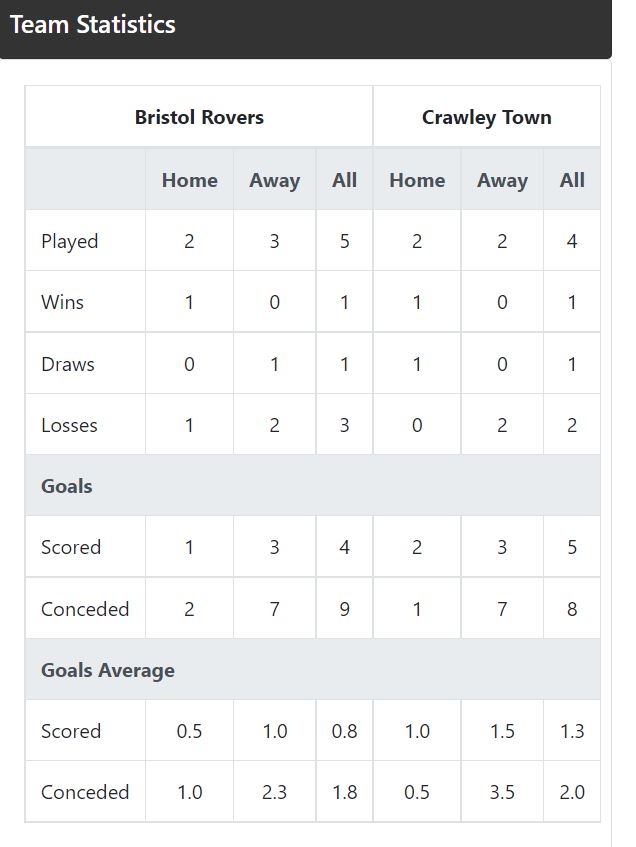 Team Statistics
Bristol Rovers Crawley Town
Home Away All Home Away All
Played 2 3 5 2 2 4
Wins 1 0 1 1 0 1
Draws 0 1 1 1 0 1
Losses 1 2 3 0 2 2
Goals
Scored 1 3 4 2 3 5
Conceded 2 7 9 1 7 8
Goals Average
Scored 0.5 1.0 0.8 1.0 1.5 1.3
Conceded 1.0 2.3 1.8 0.5 3.5 2.0